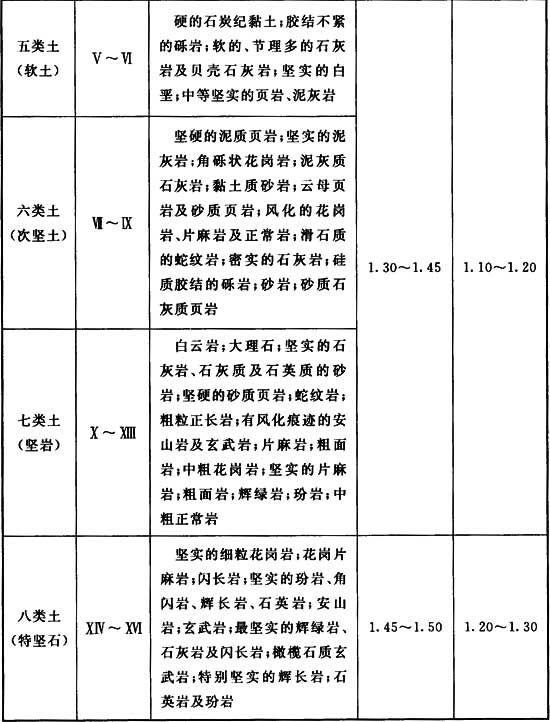 五类土
（软土）
Ⅴ～Ⅵ
硬的石炭纪黏土;胶结不紧
的砾岩;软的、节理多的石灰
岩及贝壳石灰岩;坚实的白
垩;中等坚实的页岩、泥灰岩
六类土
（次坚土）
Ⅶ～Ⅸ
坚硬的泥质页岩;坚实的泥
灰岩;角砾状花岗岩;泥灰质
石灰岩;黏土质砂岩;云母页
岩及砂质页岩;风化的花岗
岩、片麻岩及正常岩;滑石质
的蛇纹岩;密实的石灰岩;硅
质胶结的砾岩;砂岩;砂质石
灰质页岩
1.30～1.45
1.10～1.20
七类土
（坚岩）
Ⅹ～ⅩⅢ
白云岩;大理石;坚实的石
灰岩、石灰质及石英质的砂
岩;坚硬的砂质页岩;蛇纹岩;
粗粒正长岩;有风化痕迹的安
山岩及玄武岩;片麻岩;粗面
岩;中粗花岗岩;坚实的片麻
岩;粗面岩;辉绿岩;玢岩;中
粗正常岩
八类土
（特坚石）
ⅩⅣ～ⅩⅥ
坚实的细粒花岗岩;花岗片
麻岩;闪长岩;坚实的玢岩、角
闪岩、辉长岩、石英岩;安山
岩;玄武岩;最坚实的辉绿岩、
石灰岩及闪长岩;橄榄石质玄
武岩;特别坚实的辉长岩;石
英岩及玢岩
1.45～1.50
1.20～1.30